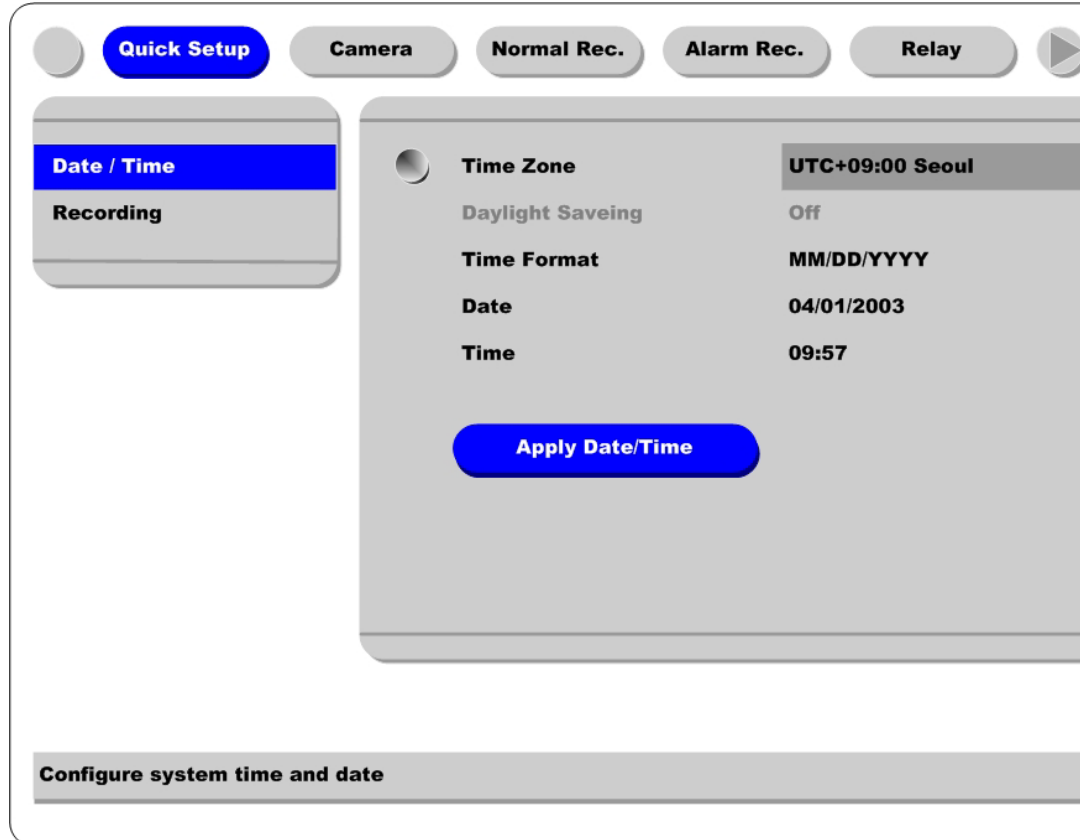 Quick Setup Camera Normal Rec. Alarm Rec. Relay
Date / Time
Recording
Time Zone UTC+09:00 Seoul
Daylight Saveing Off
Time Format MM/DD/YYYY
Date 04/01/2003
Time 09:57
Apply Date/Time
Configure system time and date